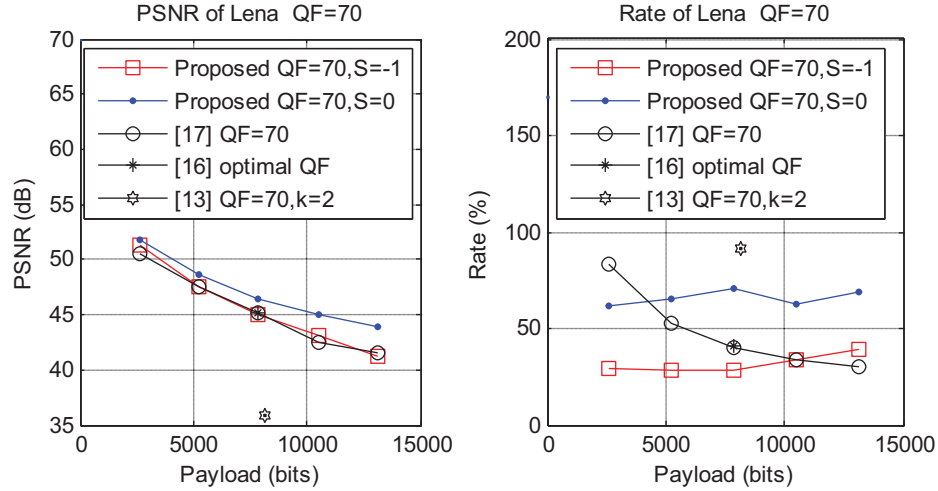 PSNR of Lena QF=70
70
65
60
55
50
45
40
35
PSNR (dB)
Proposed QF=70,S=-1
Proposed QF=70,S=0
[17] QF=70
[16] optimal QF
[13] QF=70,k=2
0 5000 10000 15000
Payload (bits)
Rate of Lena QF=70
200
150
100
50
0
Rate (%)
Proposed QF=70,S=-1
Proposed QF=70,S=0
[17] QF=70
[16] optimal QF
[13] QF=70,k=2
0 5000 10000 15000
Payload (bits)